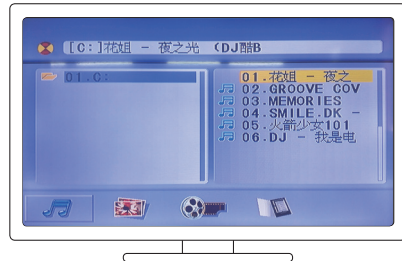 [C:]花姐 - 夜之光 (DJ酷B
01.C:
01.花姐 - 夜之
02.GROOVE COV
03.MEMORIES
04.SMILE.DK -
05.火箭少女101
06.DJ - 我是电